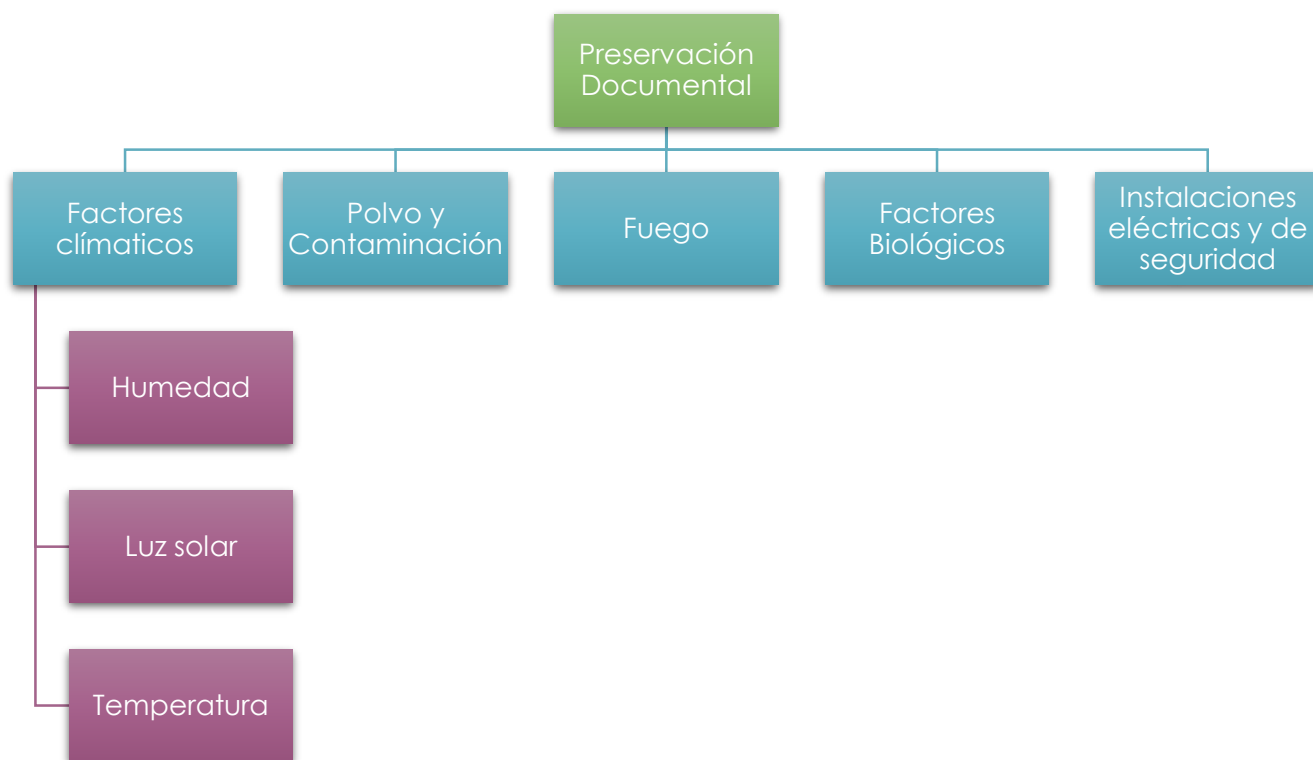 Preservación
Documental
Factores
clímaticos
Polvo y
Contaminación
Fuego
Factores
Biológicos
Instalaciones
eléctricas y de
seguridad
Humedad
Luz solar
Temperatura